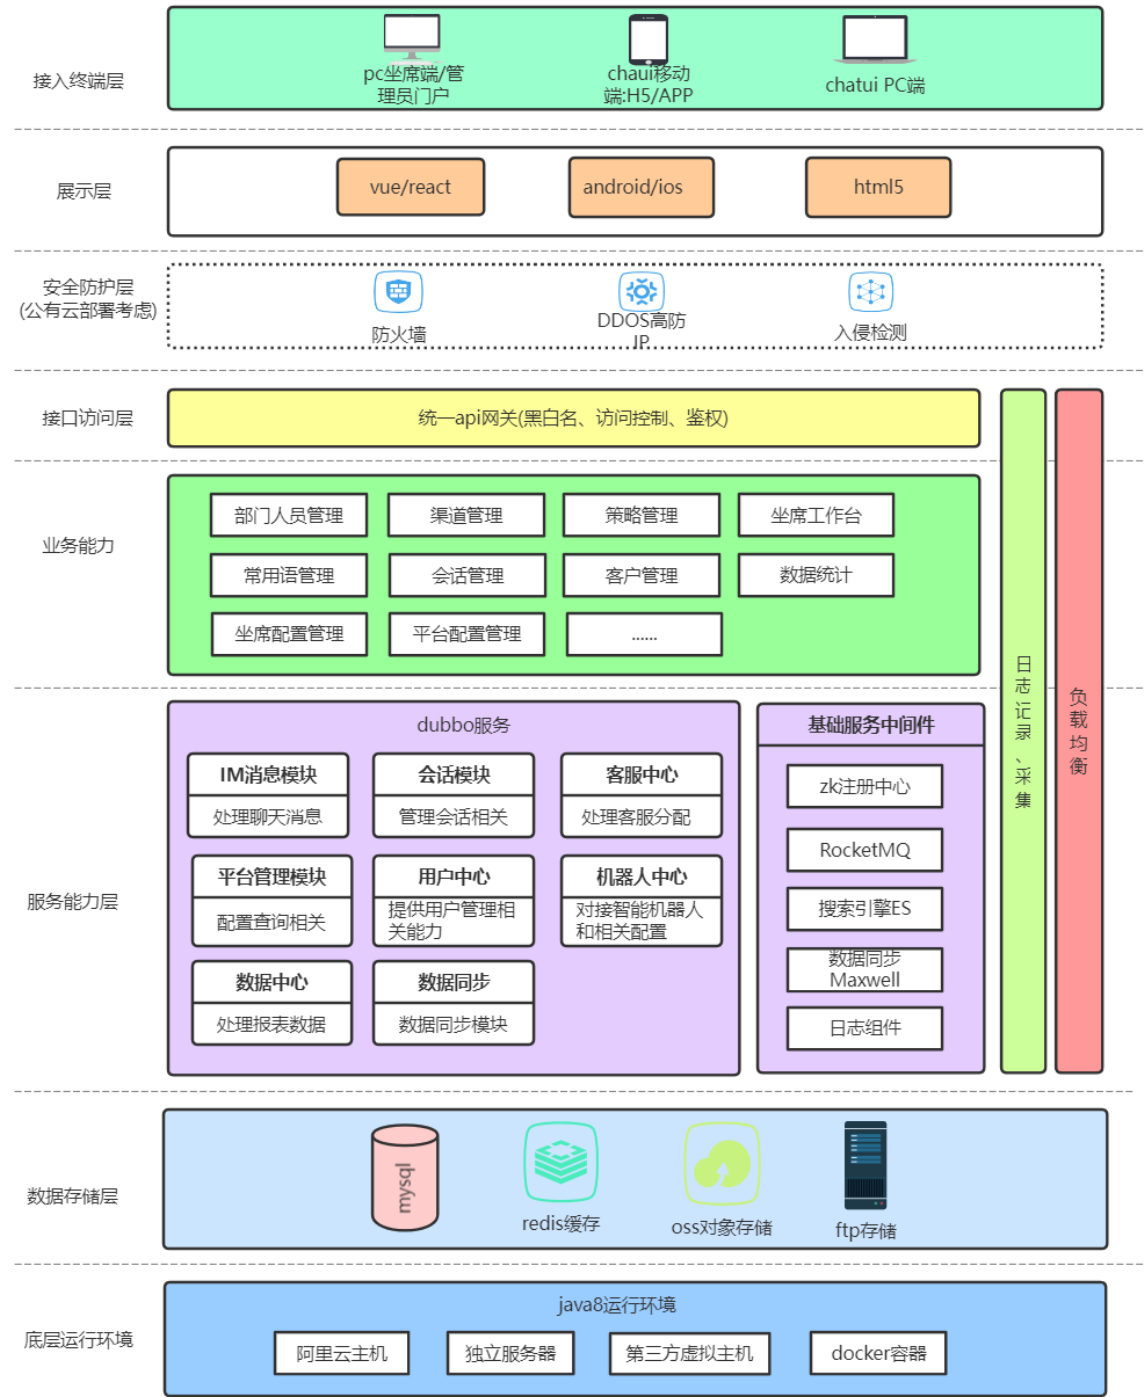 接入终端层
pc坐席端/管
理员门户
chaui移动
端:H5/APP
chatui PC端
展示层
vue/react
android/ios
html5
安全防护层
(公有云部署考虑)
防火墙
DDOS高防
IP
入侵检测
接口访问层
统一api网关(黑白名、访问控制、鉴权)
业务能力
部门人员管理
渠道管理
策略管理
坐席工作台
常用语管理
会话管理
客户管理
数据统计
坐席配置管理
平台配置管理
......
日志记录、采集
负载均衡
服务能力层
dubbo服务
IM消息模块
处理聊天消息
会话模块
管理会话相关
客服中心
处理客服分配
平台管理模块
配置查询相关
用户中心
提供用户管理相
关能力
机器人中心
对接智能机器人
和相关配置
数据中心
处理报表数据
数据同步
数据同步模块
基础服务中间件
zk注册中心
RocketMQ
搜索引擎ES
数据同步
Maxwell
日志组件
数据存储层
mysql
redis缓存
oss对象存储
ftp存储
底层运行环境
java8运行环境
阿里云主机
独立服务器
第三方虚拟主机
docker容器